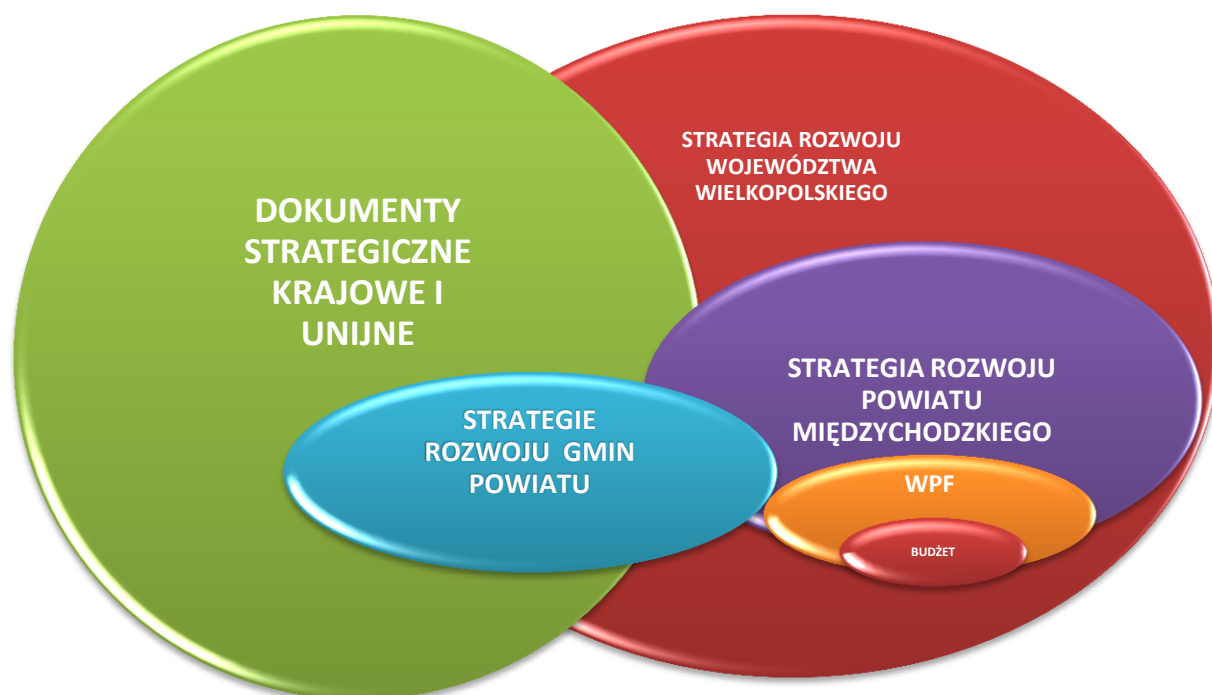 DOKUMENTY
STRATEGICZNE
KRAJOWE I
UNIJNE
STRATEGIA ROZWOJU
WOJEWÓDZTWA
WIELKOPOLSKIEGO
STRATEGIA ROZWOJU
POWIATU
MIĘDZYCHODZKIEGO
STRATEGIE
ROZWOJU GMIN
POWIATU
WPF
BUDŻET